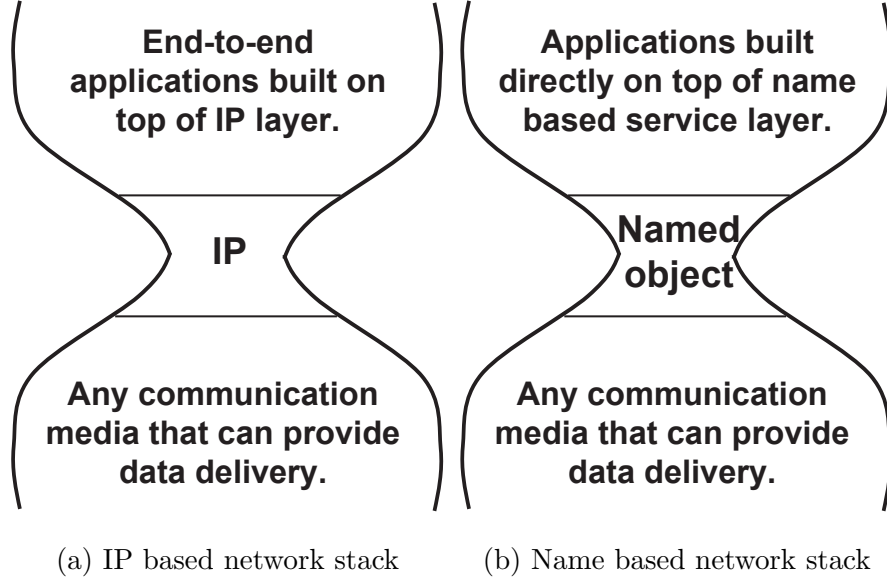 End-to-end
applications built on
top of IP layer.
IP
Any communication
media that can provide
data delivery.
(a) IP based network stack
Applications built
directly on top of name
based service layer.
Named
object
Any communication
media that can provide
data delivery.
(b) Name based network stack